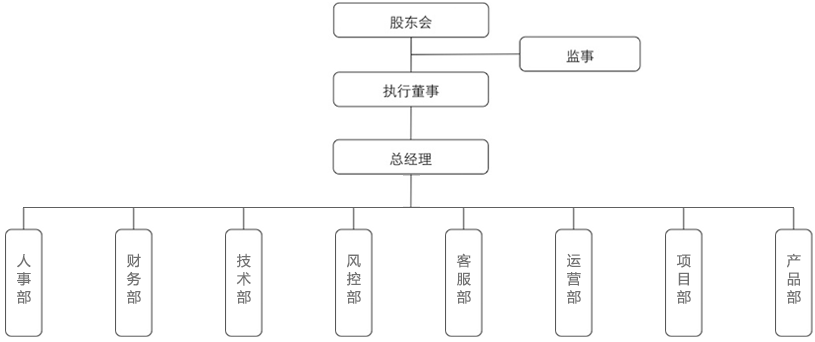 股东会
监事
执行董事
总经理
人事部
财务部
技术部
风控部
客服部
运营部
项目部
产品部